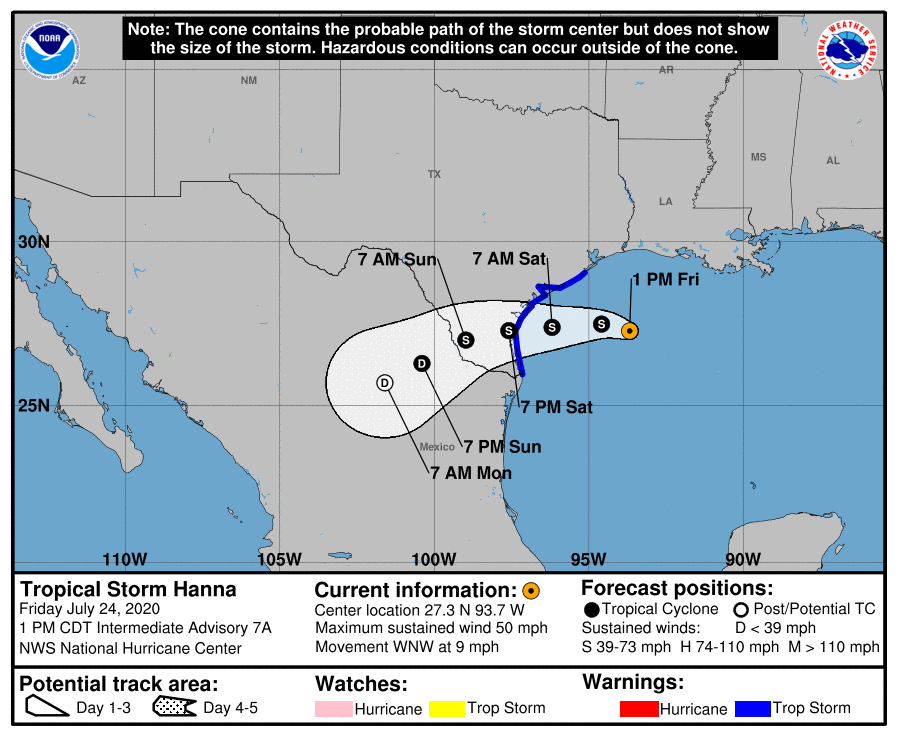 Note: The cone contains the probable path of the storm center but does not show
the size of the storm. Hazardous conditions can occur outside of the cone.
NOAA
NATIONAL WEATHER SERVICE
AZ
NM
AR
TX
MS
AL
LA
30N
7 AM Sun
7 AM Sat
1 PM Fri
S
S
S
S
D
D
25N
7 PM Sat
Mexico
7 PM Sun
7 AM Mon
110W
105W
100W
95W
90W
Tropical Storm Hanna
Friday July 24, 2020
1 PM CDT Intermediate Advisory 7A
NWS National Hurricane Center
Current information:
Center location 27.3 N 93.7 W
Maximum sustained wind 50 mph
Movement WNW at 9 mph
Forecast positions:
Tropical Cyclone Post/Potential TC
Sustained winds: D < 39 mph
S 39-73 mph H 74-110 mph M > 110 mph
Potential track area:
Day 1-3 Day 4-5
Watches:
Hurricane Trop Storm
Warnings:
Hurricane Trop Storm